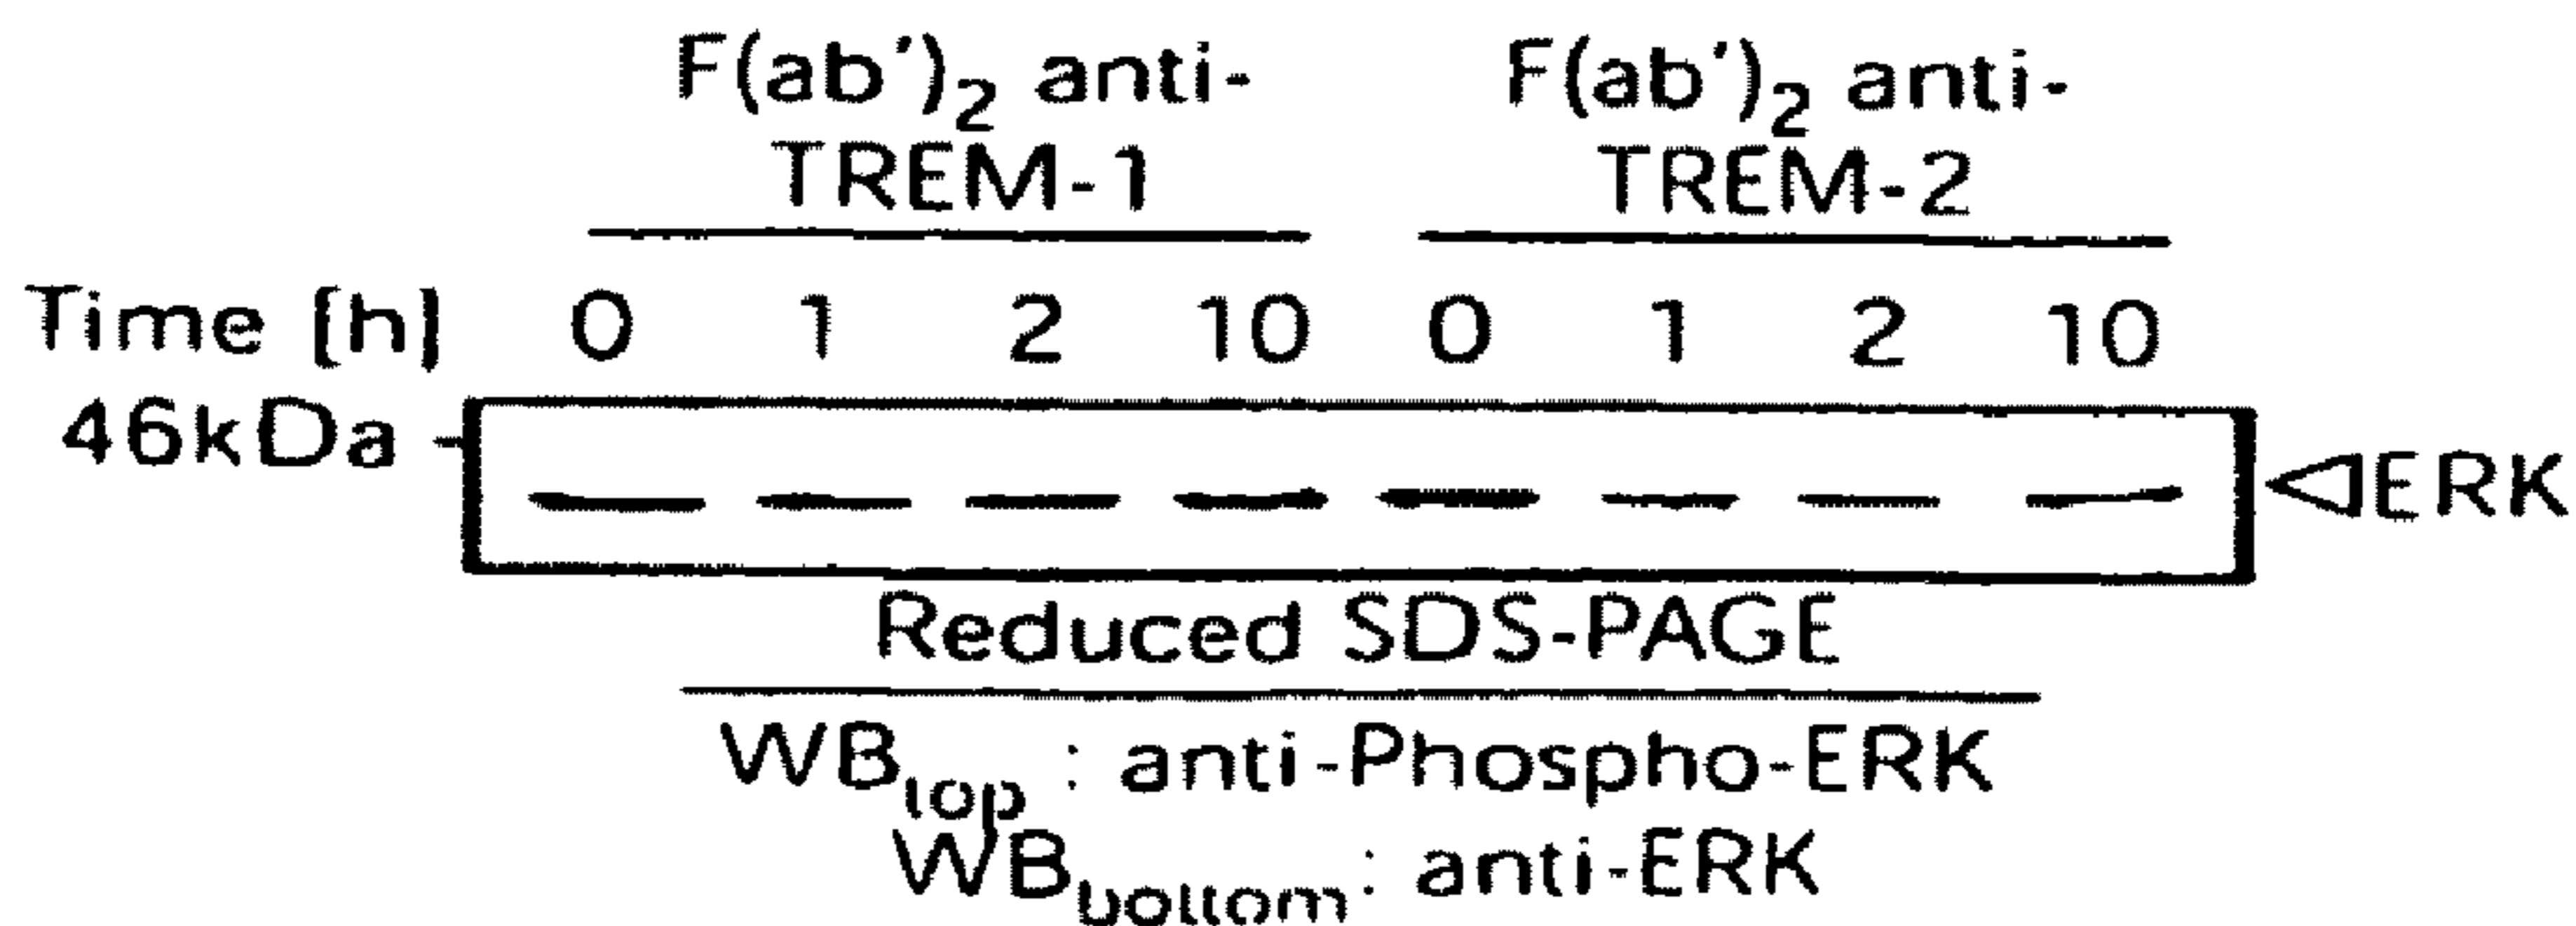 F(ab')₂ anti- F(ab')₂ anti-
TREM-1 TREM-2
Time [h] 0 1 2 10 0 1 2 10
46kDa
ERK
Reduced SDS-PAGE
WBtop : anti-Phospho-ERK
WBbottom: anti-ERK